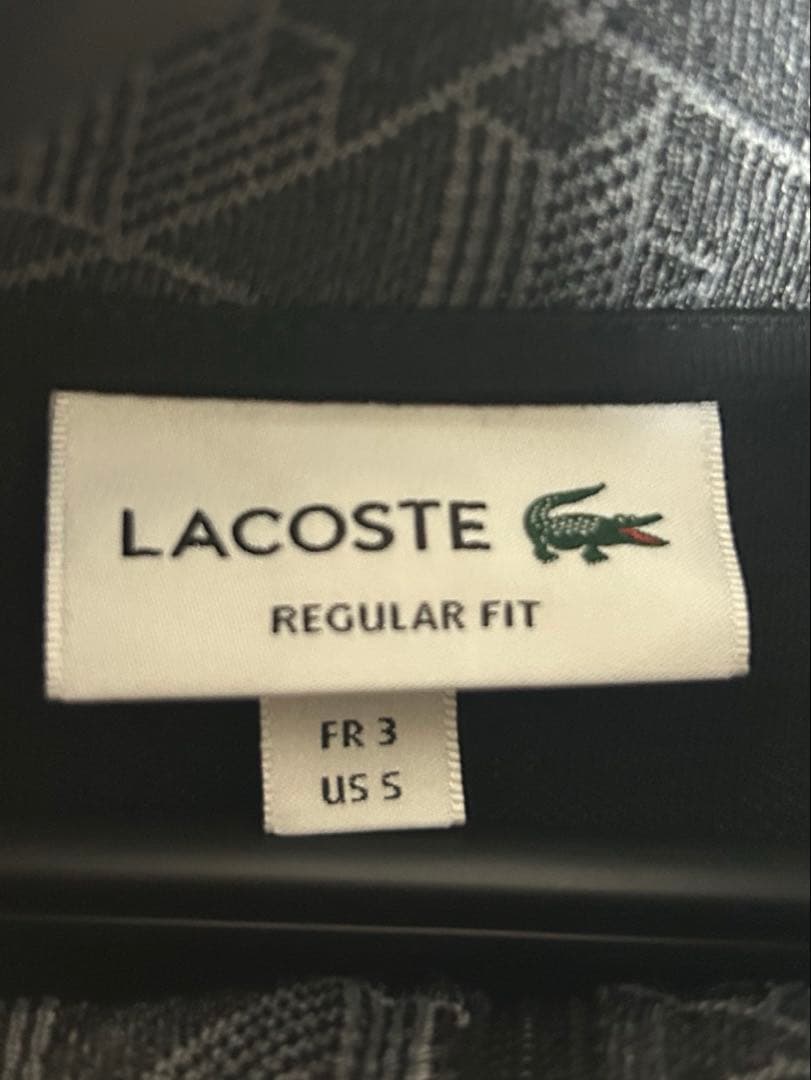 LACOSTE
REGULAR FIT
FR 3
US S